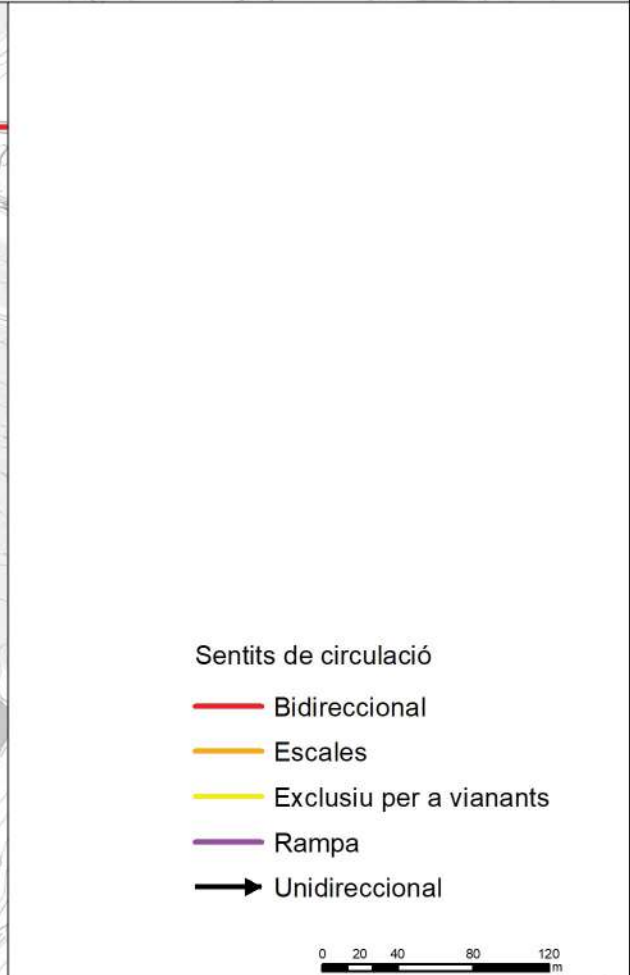 Sentits de circulació
Bidireccional
Escales
Exclusiu per a vianants
Rampa
Unidireccional
0 20 40 80 120
m